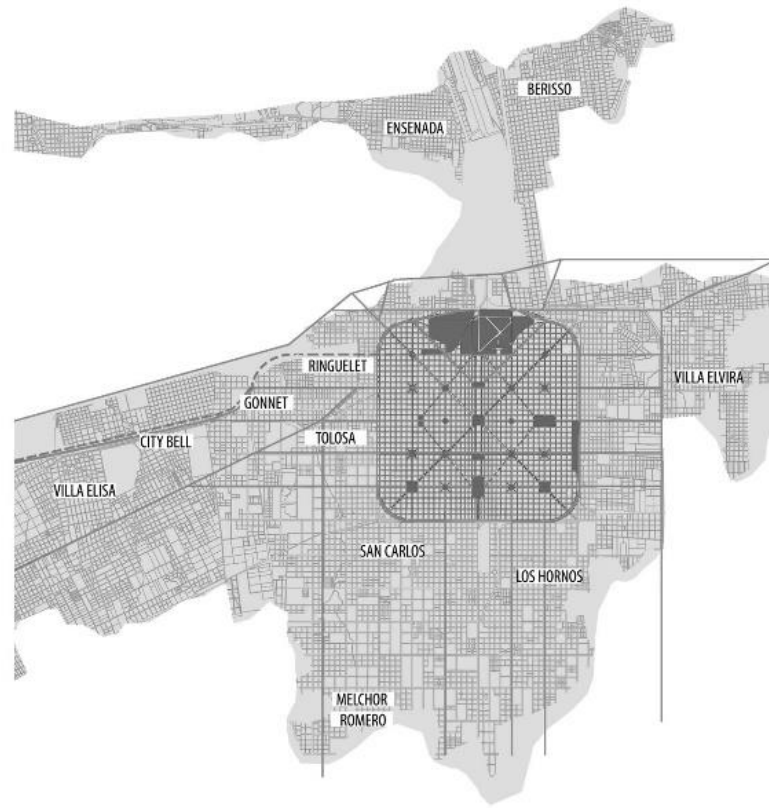 BERISSO
ENSENADA
RINGUELET
VILLA ELVIRA
GONNET
TOLOSA
CITY BELL
VILLA ELISA
SAN CARLOS
LOS HORNOS
MELCHOR
ROMERO